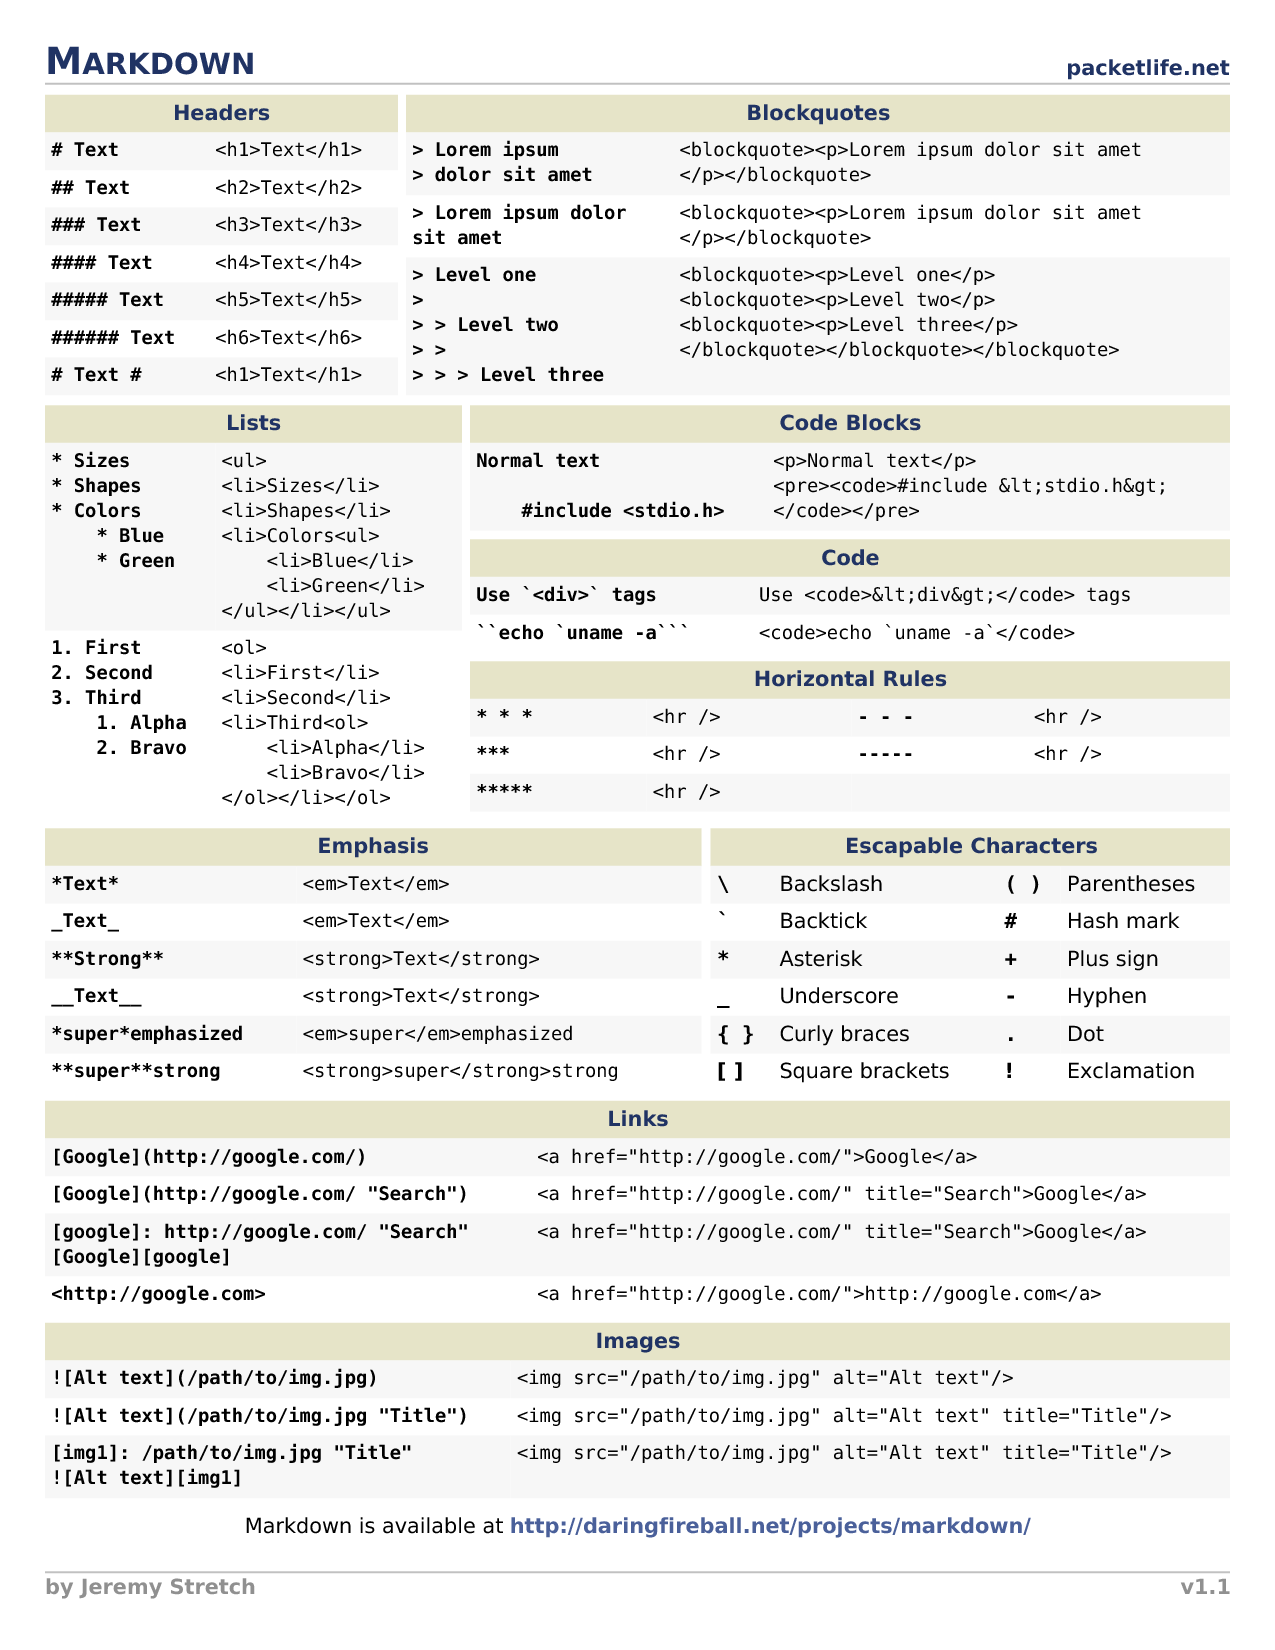 MARKDOWN packetlife.net
Headers
# Text <h1>Text</h1>
## Text <h2>Text</h2>
### Text <h3>Text</h3>
#### Text <h4>Text</h4>
##### Text <h5>Text</h5>
###### Text <h6>Text</h6>
# Text # <h1>Text</h1>
Blockquotes
> Lorem ipsum <blockquote><p>Lorem ipsum dolor sit amet
> dolor sit amet </p></blockquote>
> Lorem ipsum dolor <blockquote><p>Lorem ipsum dolor sit amet
sit amet </p></blockquote>
> Level one <blockquote><p>Level one</p>
> <blockquote><p>Level two</p>
> > Level two <blockquote><p>Level three</p>
> > </blockquote></blockquote></blockquote>
> > > Level three
Lists
* Sizes <ul>
* Shapes <li>Sizes</li>
* Colors <li>Shapes</li>
    * Blue <li>Colors<ul>
    * Green     <li>Blue</li>
    <li>Green</li>
</ul></li></ul>
1. First <ol>
2. Second <li>First</li>
3. Third <li>Second</li>
    1. Alpha <li>Third<ol>
    2. Bravo     <li>Alpha</li>
    <li>Bravo</li>
</ol></li></ol>
Code Blocks
Normal text <p>Normal text</p>
<pre><code>#include &lt;stdio.h&gt;
    #include <stdio.h> </code></pre>
Code
Use `<div>` tags Use <code>&lt;div&gt;</code> tags
``echo `uname -a``` <code>echo `uname -a`</code>
Horizontal Rules
* * * <hr /> - - - <hr />
*** <hr /> ----- <hr />
***** <hr />
Emphasis
*Text* <em>Text</em>
_Text_ <em>Text</em>
**Strong** <strong>Text</strong>
__Text__ <strong>Text</strong>
*super*emphasized <em>super</em>emphasized
**super**strong <strong>super</strong>strong
Escapable Characters
\ Backslash ( ) Parentheses
` Backtick # Hash mark
* Asterisk + Plus sign
_ Underscore - Hyphen
{ } Curly braces . Dot
[ ] Square brackets ! Exclamation
Links
[Google](http://google.com/) <a href="http://google.com/">Google</a>
[Google](http://google.com/ "Search") <a href="http://google.com/" title="Search">Google</a>
[google]: http://google.com/ "Search" <a href="http://google.com/" title="Search">Google</a>
[Google][google]
<http://google.com> <a href="http://google.com/">http://google.com</a>
Images
![Alt text](/path/to/img.jpg) <img src="/path/to/img.jpg" alt="Alt text"/>
![Alt text](/path/to/img.jpg "Title") <img src="/path/to/img.jpg" alt="Alt text" title="Title"/>
[img1]: /path/to/img.jpg "Title" <img src="/path/to/img.jpg" alt="Alt text" title="Title"/>
![Alt text][img1]
Markdown is available at http://daringfireball.net/projects/markdown/
by Jeremy Stretch v1.1